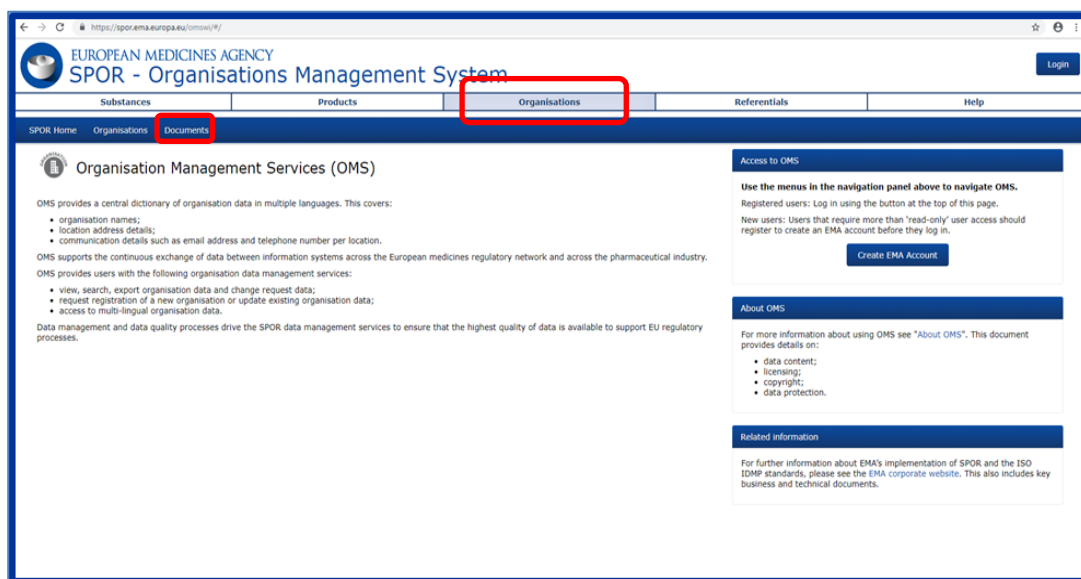 https://spor.ema.europa.eu/omswi/#/
EUROPEAN MEDICINES AGENCY
SPOR - Organisations Management System
Login
Substances Products Organisations Referentials Help
SPOR Home Organisations Documents
Organisation Management Services (OMS)
OMS provides a central dictionary of organisation data in multiple languages. This covers:
• organisation names;
• location address details;
• communication details such as email address and telephone number per location.
OMS supports the continuous exchange of data between information systems across the European medicines regulatory network and across the pharmaceutical industry.
OMS provides users with the following organisation data management services:
• view, search, export organisation data and change request data;
• request registration of a new organisation or update existing organisation data;
• access to multi-lingual organisation data.
Data management and data quality processes drive the SPOR data management services to ensure that the highest quality of data is available to support EU regulatory
processes.
Access to OMS
Use the menus in the navigation panel above to navigate OMS.
Registered users: Log in using the button at the top of this page.
New users: Users that require more than 'read-only' user access should
register to create an EMA account before they log in.
Create EMA Account
About OMS
For more information about using OMS see "About OMS". This document
provides details on:
• data content;
• licensing;
• copyright;
• data protection.
Related information
For further information about EMA's implementation of SPOR and the ISO
IDMP standards, please see the EMA corporate website. This also includes key
business and technical documents.